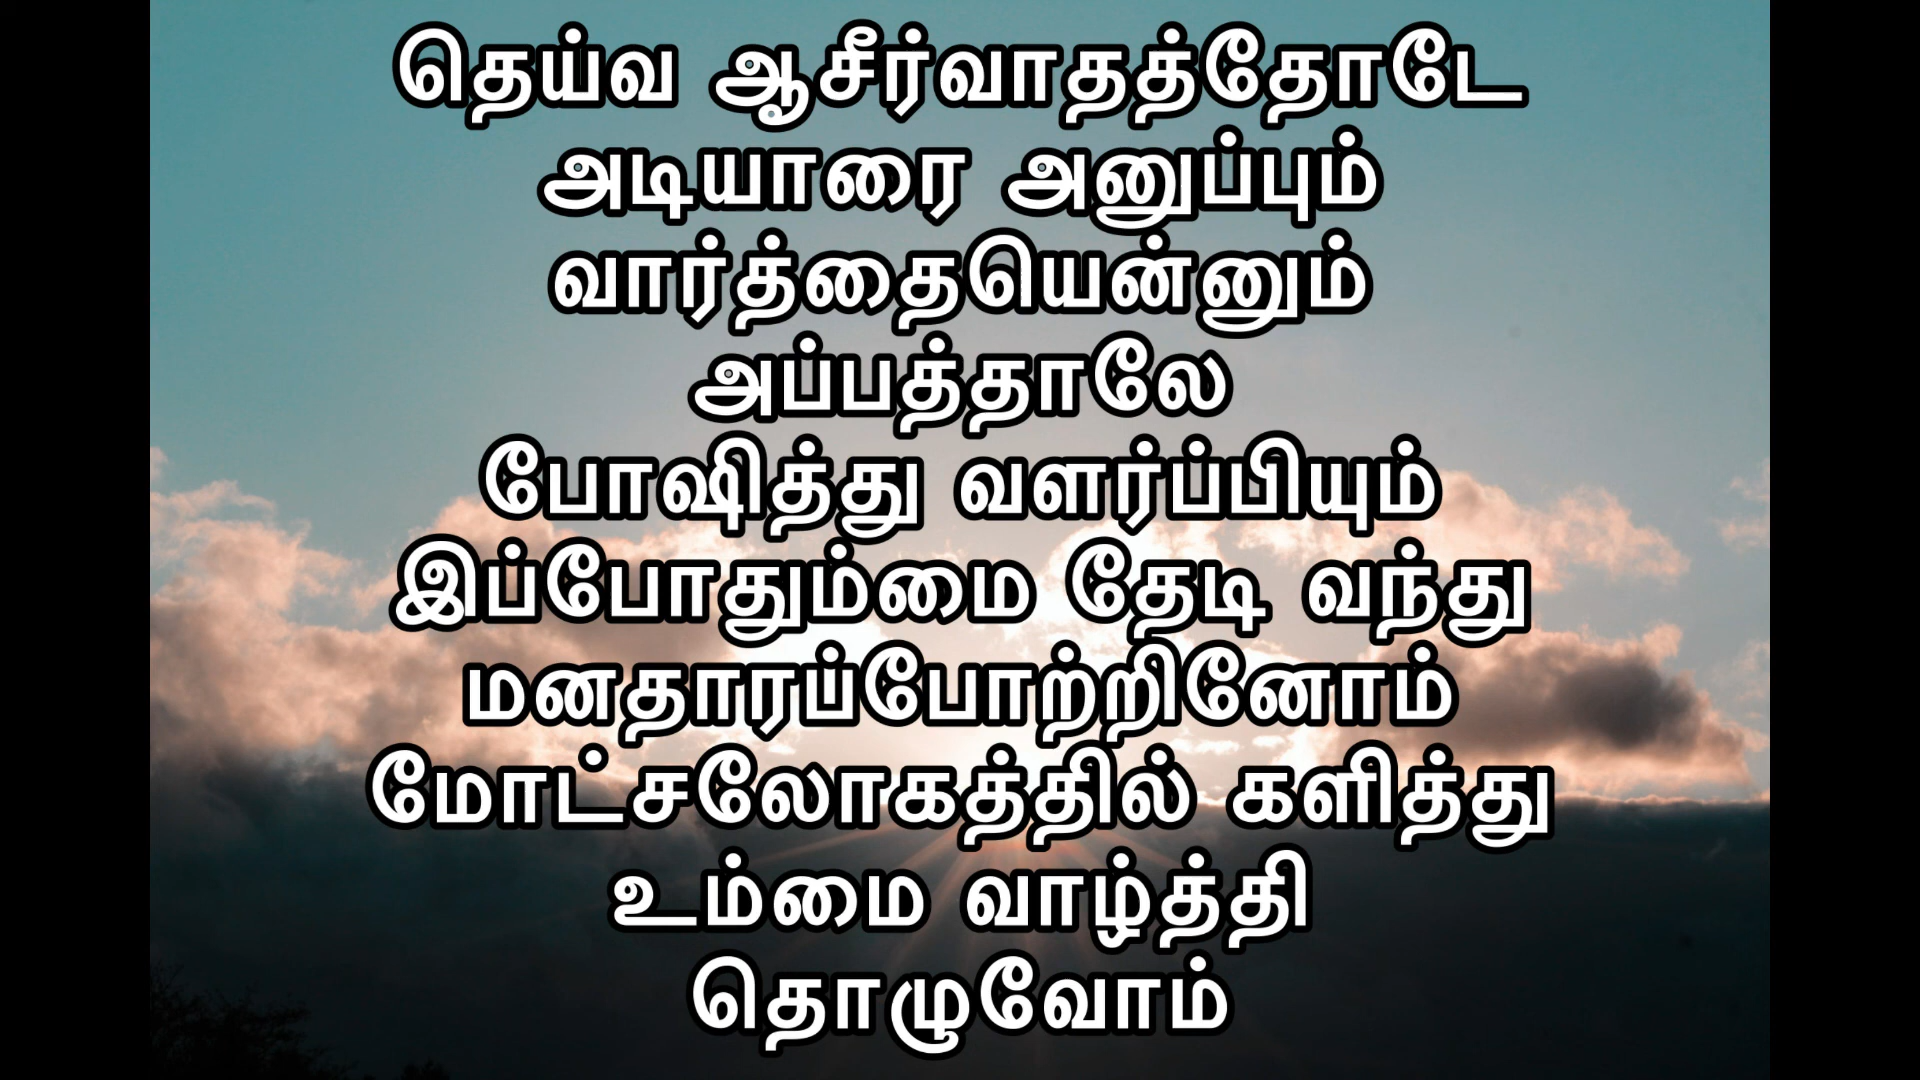 தெய்வ ஆசீர்வாதத்தோடே
அடியாரை அனுப்பும்
வார்த்தையென்னும்
அப்பத்தாலே
போஷித்து வளர்ப்பியும்
இப்போதும்மை தேடி வந்து
மனதாரப்போற்றினோம்
மோட்சலோகத்தில் களித்து
உம்மை வாழ்த்தி
தொழுவோம்